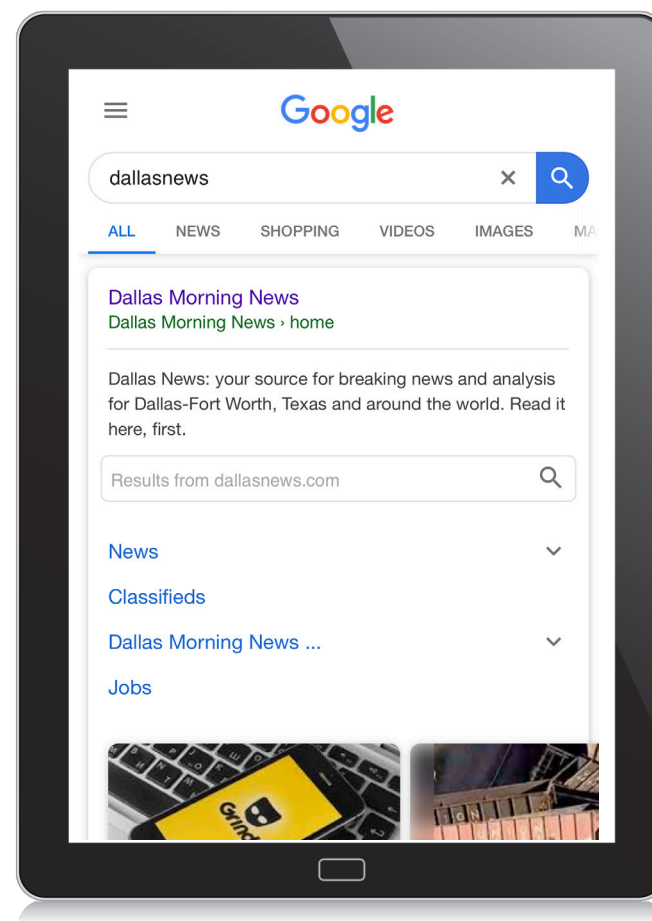 Google
dallasnews
ALL NEWS SHOPPING VIDEOS IMAGES MA
Dallas Morning News
Dallas Morning News › home
Dallas News: your source for breaking news and analysis
for Dallas-Fort Worth, Texas and around the world. Read it
here, first.
Results from dallasnews.com
News
Classifieds
Dallas Morning News ...
Jobs
Grind